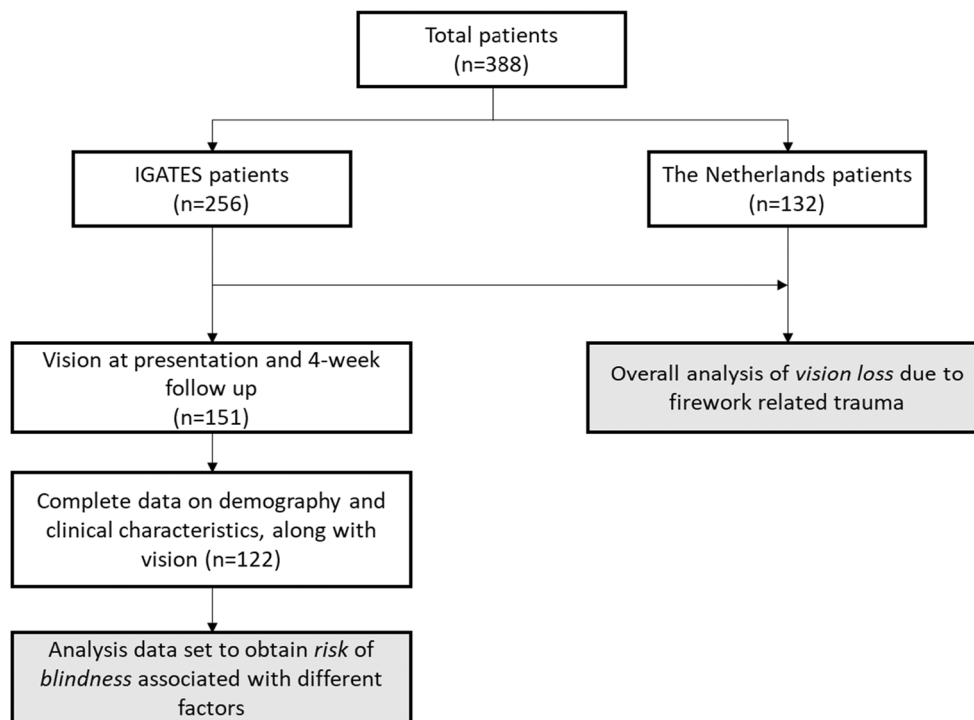 Total patients
(n=388)
IGATES patients
(n=256)
The Netherlands patients
(n=132)
Vision at presentation and 4-week
follow up
(n=151)
Overall analysis of vision loss due to
firework related trauma
Complete data on demography and
clinical characteristics, along with
vision (n=122)
Analysis data set to obtain risk of
blindness associated with different
factors